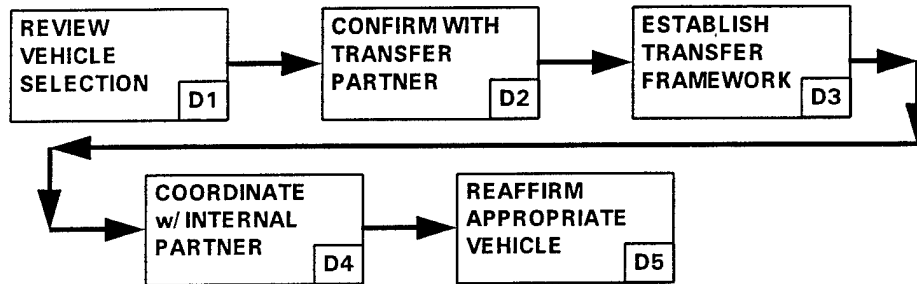 REVIEW
VEHICLE
SELECTION
D1
CONFIRM WITH
TRANSFER
PARTNER
D2
ESTABLISH
TRANSFER
FRAMEWORK
D3
COORDINATE
w/ INTERNAL
PARTNER
D4
REAFFIRM
APPROPRIATE
VEHICLE
D5